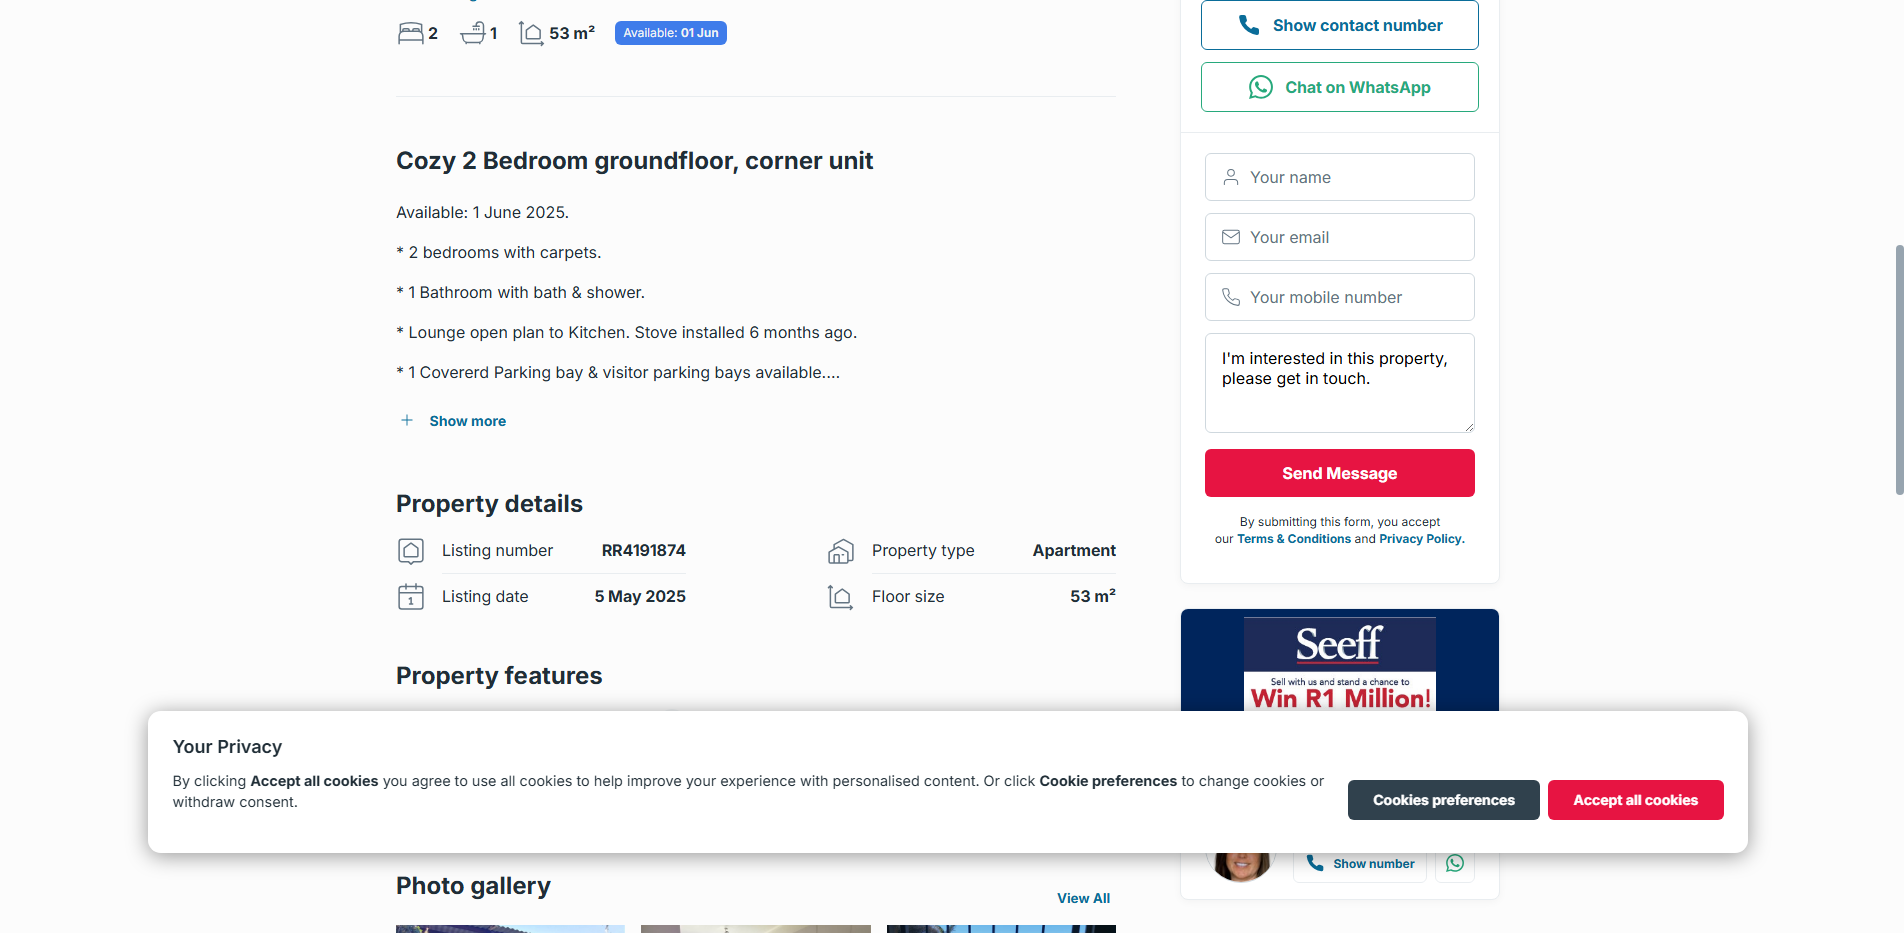 2
1
53 m²
Available: 01 Jun
Cozy 2 Bedroom groundfloor, corner unit
Available: 1 June 2025.
* 2 bedrooms with carpets.
* 1 Bathroom with bath & shower.
* Lounge open plan to Kitchen. Stove installed 6 months ago.
* 1 Covererd Parking bay & visitor parking bays available....
+ Show more
Property details
Listing number RR4191874
Property type Apartment
1
Listing date 5 May 2025
Floor size 53 m²
Property features
Photo gallery
View All
Show contact number
Chat on WhatsApp
Your name
Your email
Your mobile number
I'm interested in this property,
please get in touch.
Send Message
By submitting this form, you accept
our Terms & Conditions and Privacy Policy.
Seeff
Sell with us and stand a chance to
Win R1 Million!
Show number
Your Privacy
By clicking Accept all cookies you agree to use all cookies to help improve your experience with personalised content. Or click Cookie preferences to change cookies or
withdraw consent.
Cookies preferences
Accept all cookies